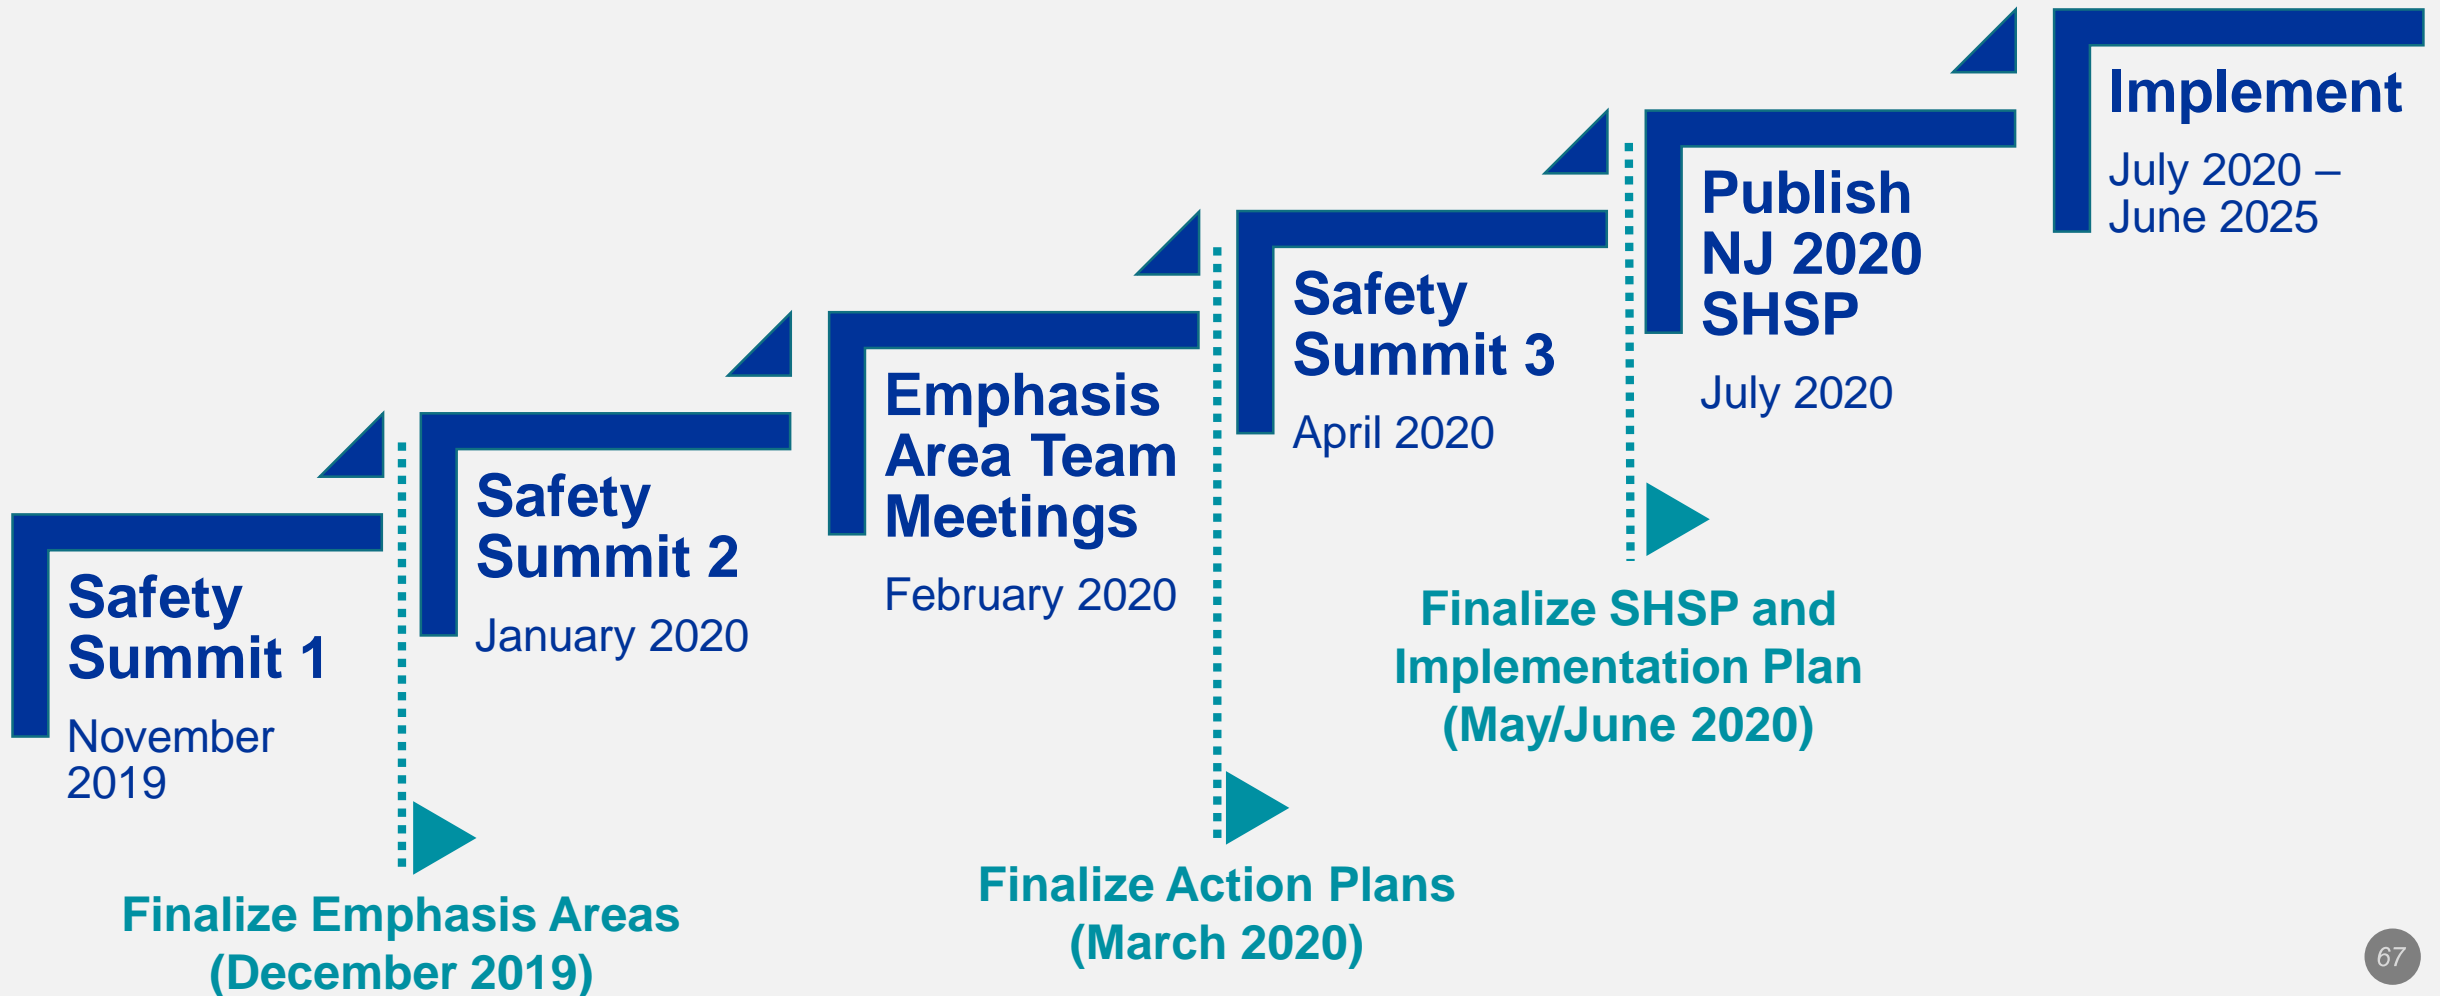 Safety
Summit 1
November
2019
Finalize Emphasis Areas
(December 2019)
Safety
Summit 2
January 2020
Emphasis
Area Team
Meetings
February 2020
Finalize Action Plans
(March 2020)
Safety
Summit 3
April 2020
Finalize SHSP and
Implementation Plan
(May/June 2020)
Publish
NJ 2020
SHSP
July 2020
Implement
July 2020 –
June 2025
67